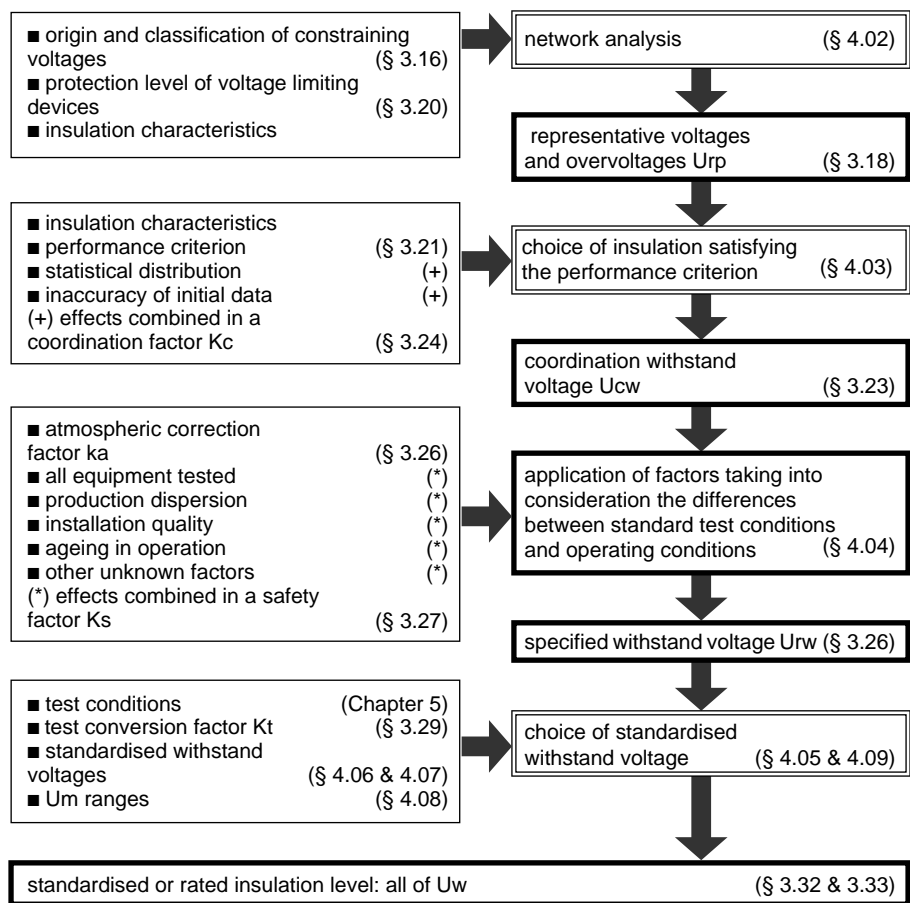 ■ origin and classification of constraining
voltages (§ 3.16)
■ protection level of voltage limiting
devices (§ 3.20)
■ insulation characteristics
network analysis (§ 4.02)
representative voltages
and overvoltages Urp (§ 3.18)
■ insulation characteristics
■ performance criterion (§ 3.21)
■ statistical distribution (+)
■ inaccuracy of initial data (+)
(+) effects combined in a
coordination factor Kc (§ 3.24)
choice of insulation satisfying
the performance criterion (§ 4.03)
coordination withstand
voltage Ucw (§ 3.23)
■ atmospheric correction
factor ka (§ 3.26)
■ all equipment tested (*)
■ production dispersion (*)
■ installation quality (*)
■ ageing in operation (*)
■ other unknown factors (*)
(*) effects combined in a safety
factor Ks (§ 3.27)
application of factors taking into
consideration the differences
between standard test conditions
and operating conditions (§ 4.04)
specified withstand voltage Urw (§ 3.26)
■ test conditions (Chapter 5)
■ test conversion factor Kt (§ 3.29)
■ standardised withstand
voltages (§ 4.06 & 4.07)
■ Um ranges (§ 4.08)
choice of standardised
withstand voltage (§ 4.05 & 4.09)
standardised or rated insulation level: all of Uw (§ 3.32 & 3.33)